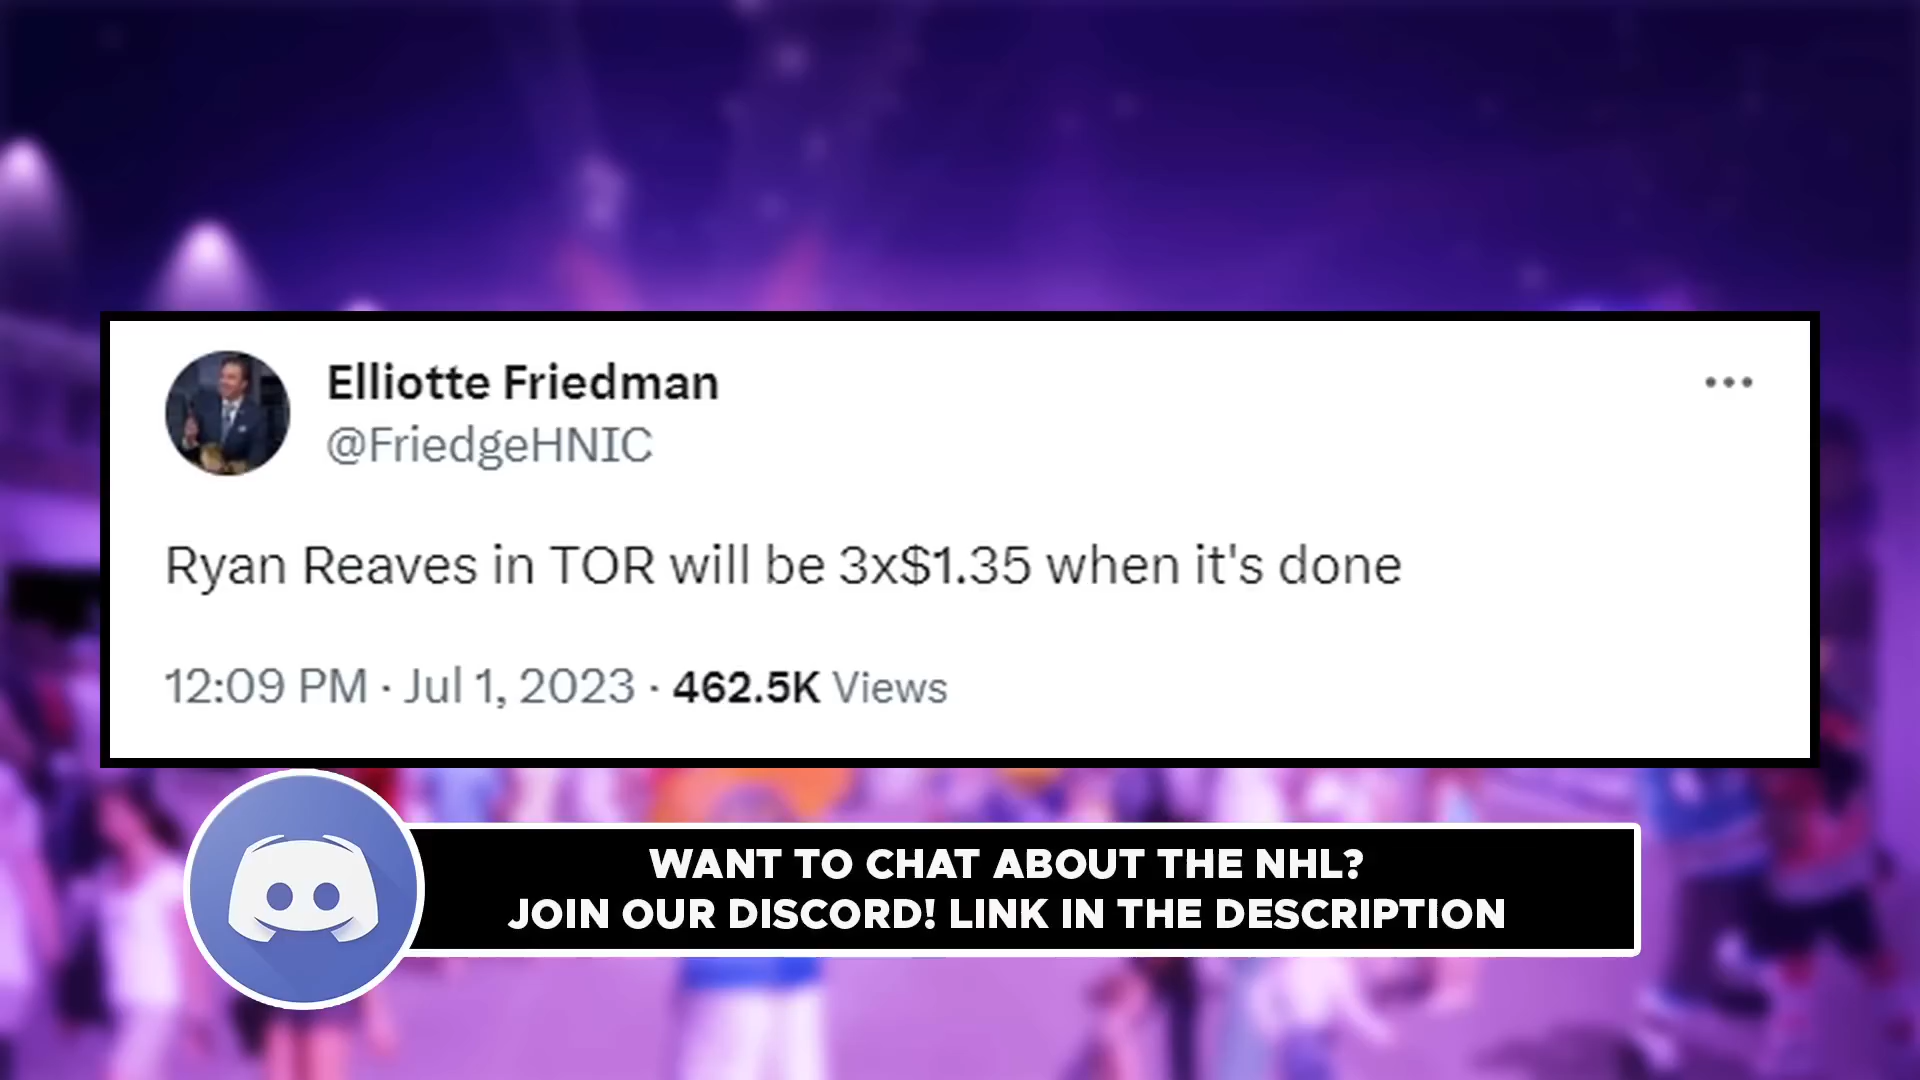 Elliotte Friedman
@FriedgeHNIC
Ryan Reaves in TOR will be 3x$1.35 when it's done
12:09 PM · Jul 1, 2023 · 462.5K Views
WANT TO CHAT ABOUT THE NHL?
JOIN OUR DISCORD! LINK IN THE DESCRIPTION